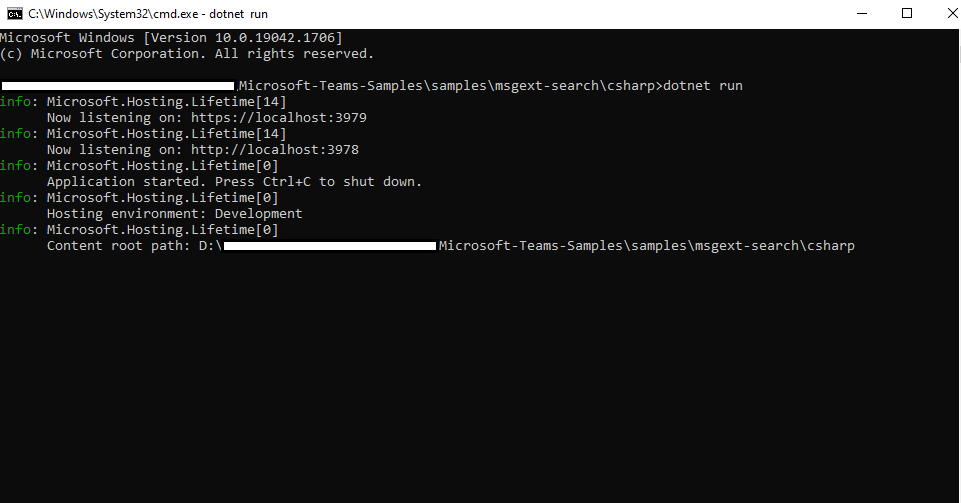 C:\Windows\System32\cmd.exe - dotnet run
Microsoft Windows [Version 10.0.19042.1706]
(c) Microsoft Corporation. All rights reserved.
Microsoft-Teams-Samples\samples\msgext-search\csharp>dotnet run
info: Microsoft.Hosting.Lifetime[14]
Now listening on: https://localhost:3979
info: Microsoft.Hosting.Lifetime[14]
Now listening on: http://localhost:3978
info: Microsoft.Hosting.Lifetime[0]
Application started. Press Ctrl+C to shut down.
info: Microsoft.Hosting.Lifetime[0]
Hosting environment: Development
info: Microsoft.Hosting.Lifetime[0]
Content root path: D:\ Microsoft-Teams-Samples\samples\msgext-search\csharp